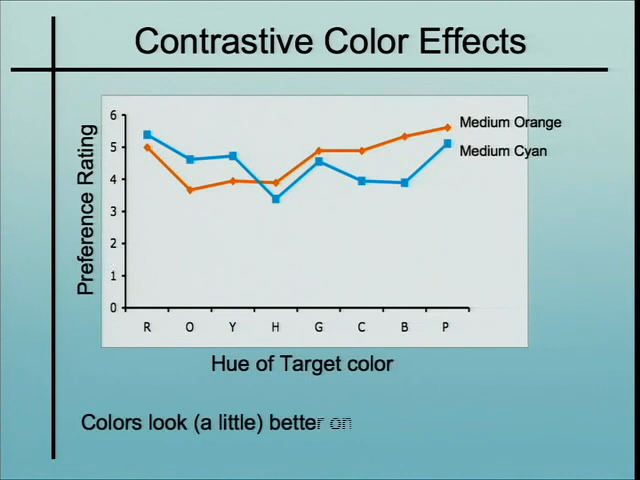 Contrastive Color Effects
Preference Rating
6
5
4
3
2
1
0
Medium Orange
Medium Cyan
R O Y H G C B P
Hue of Target color
Colors look (a little) better on